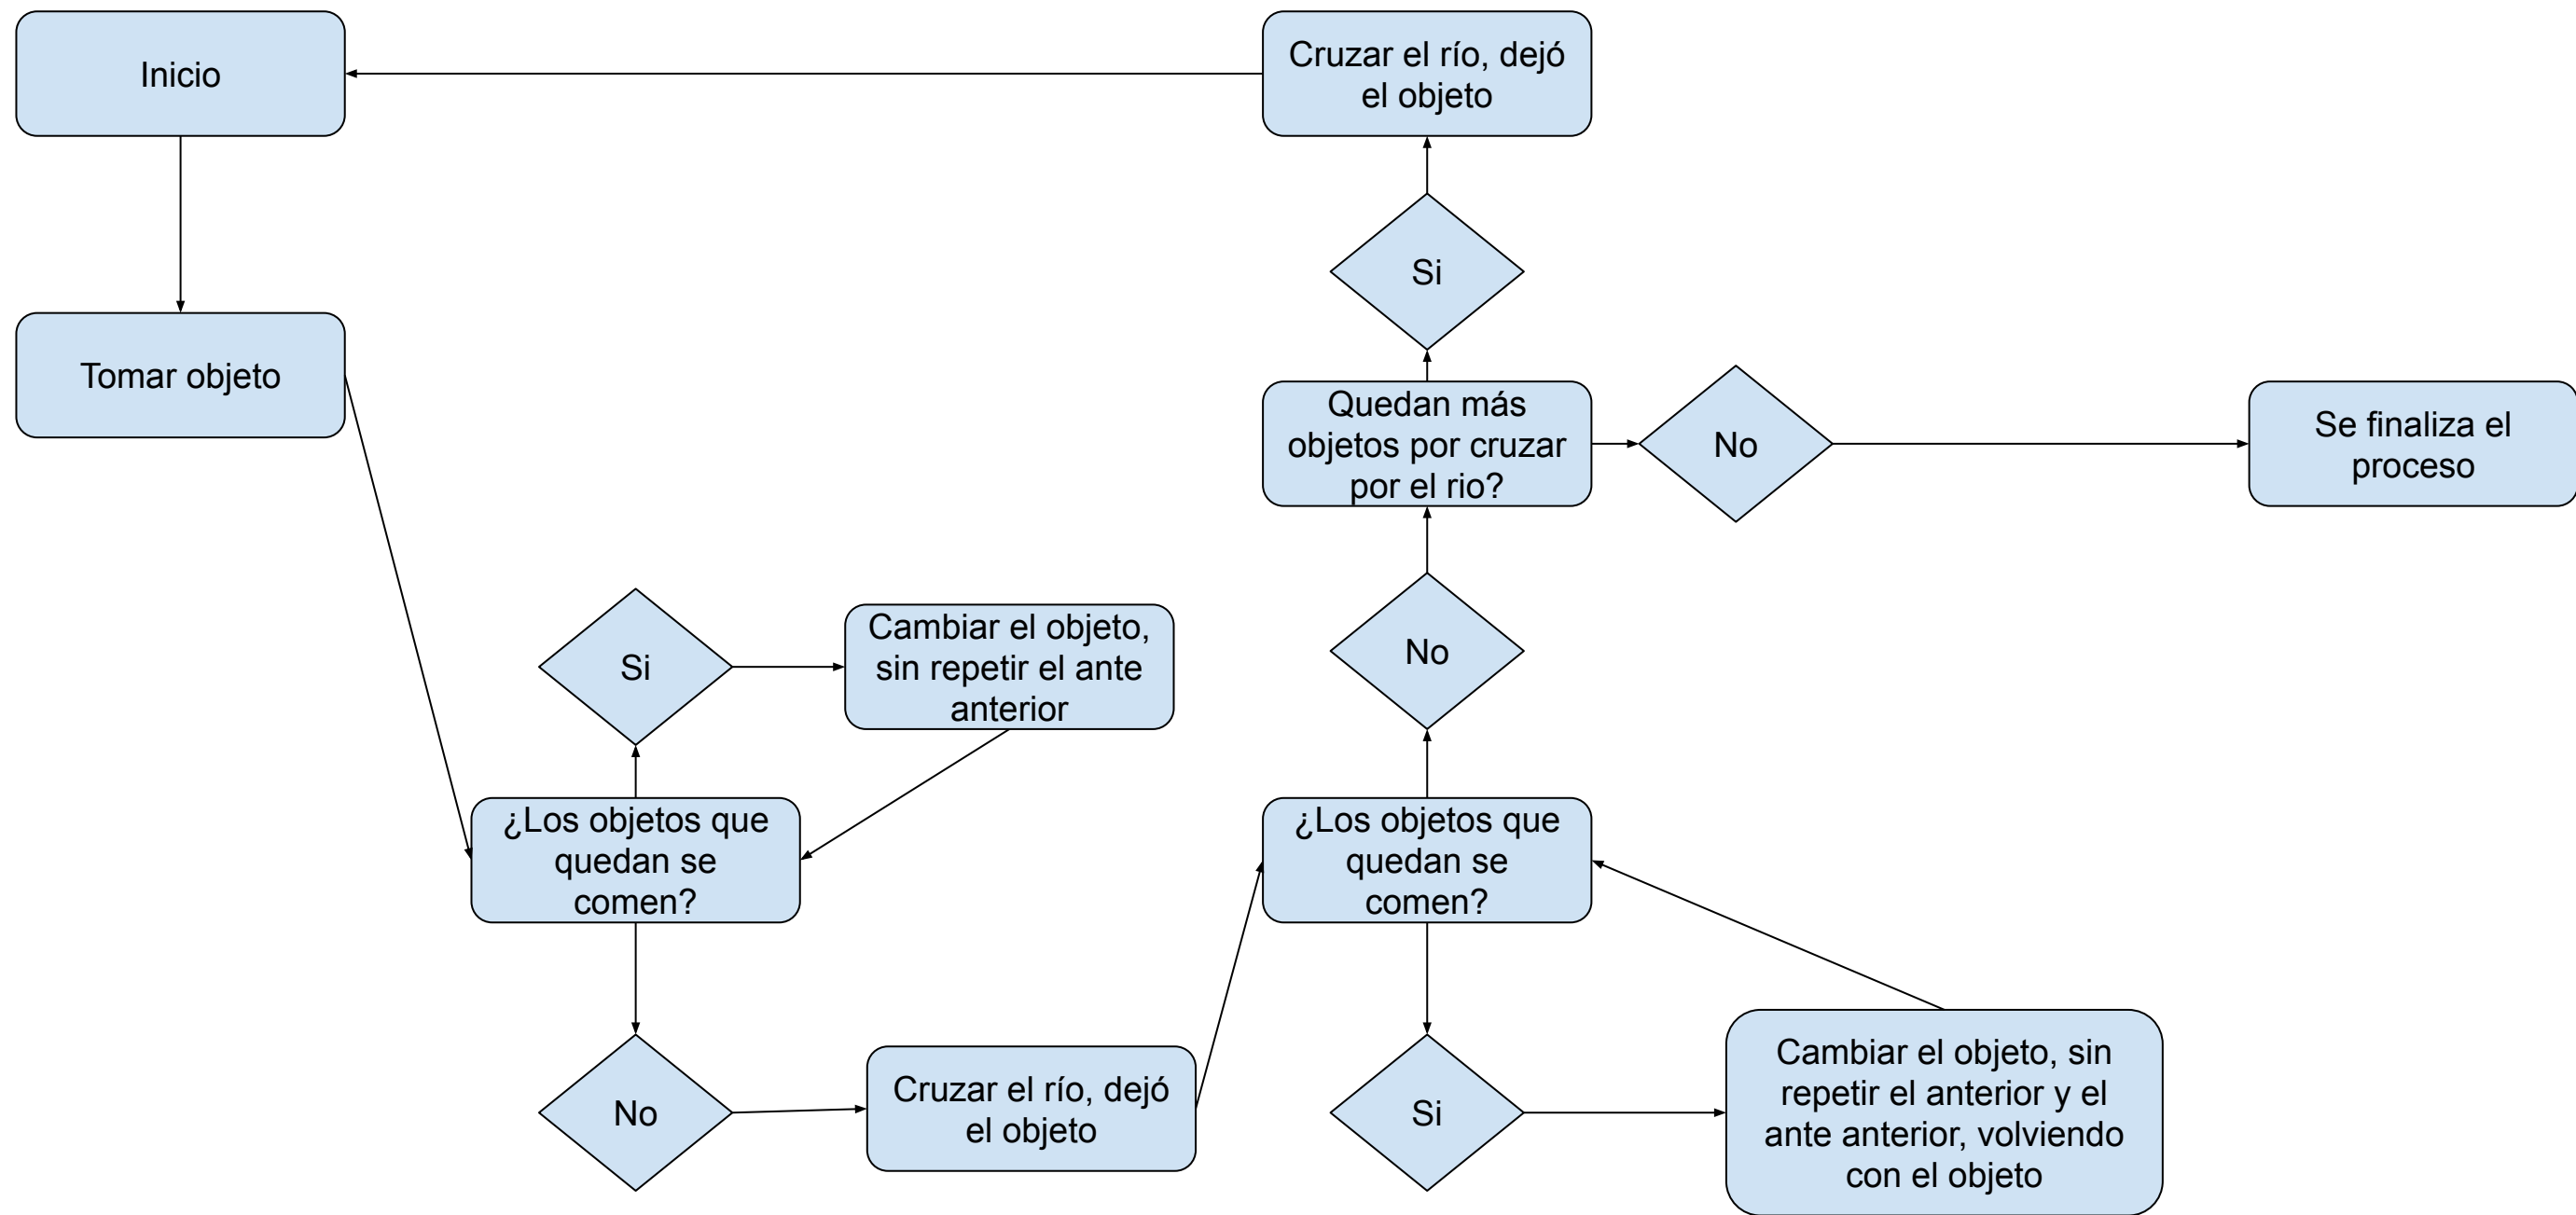 Inicio
Cruzar el río, dejó
el objeto
Si
Tomar objeto
Quedan más
objetos por cruzar
por el rio?
No
Se finaliza el
proceso
Si
Cambiar el objeto,
sin repetir el ante
anterior
No
¿Los objetos que
quedan se
comen?
¿Los objetos que
quedan se
comen?
No
Cruzar el río, dejó
el objeto
Si
Cambiar el objeto, sin
repetir el anterior y el
ante anterior, volviendo
con el objeto